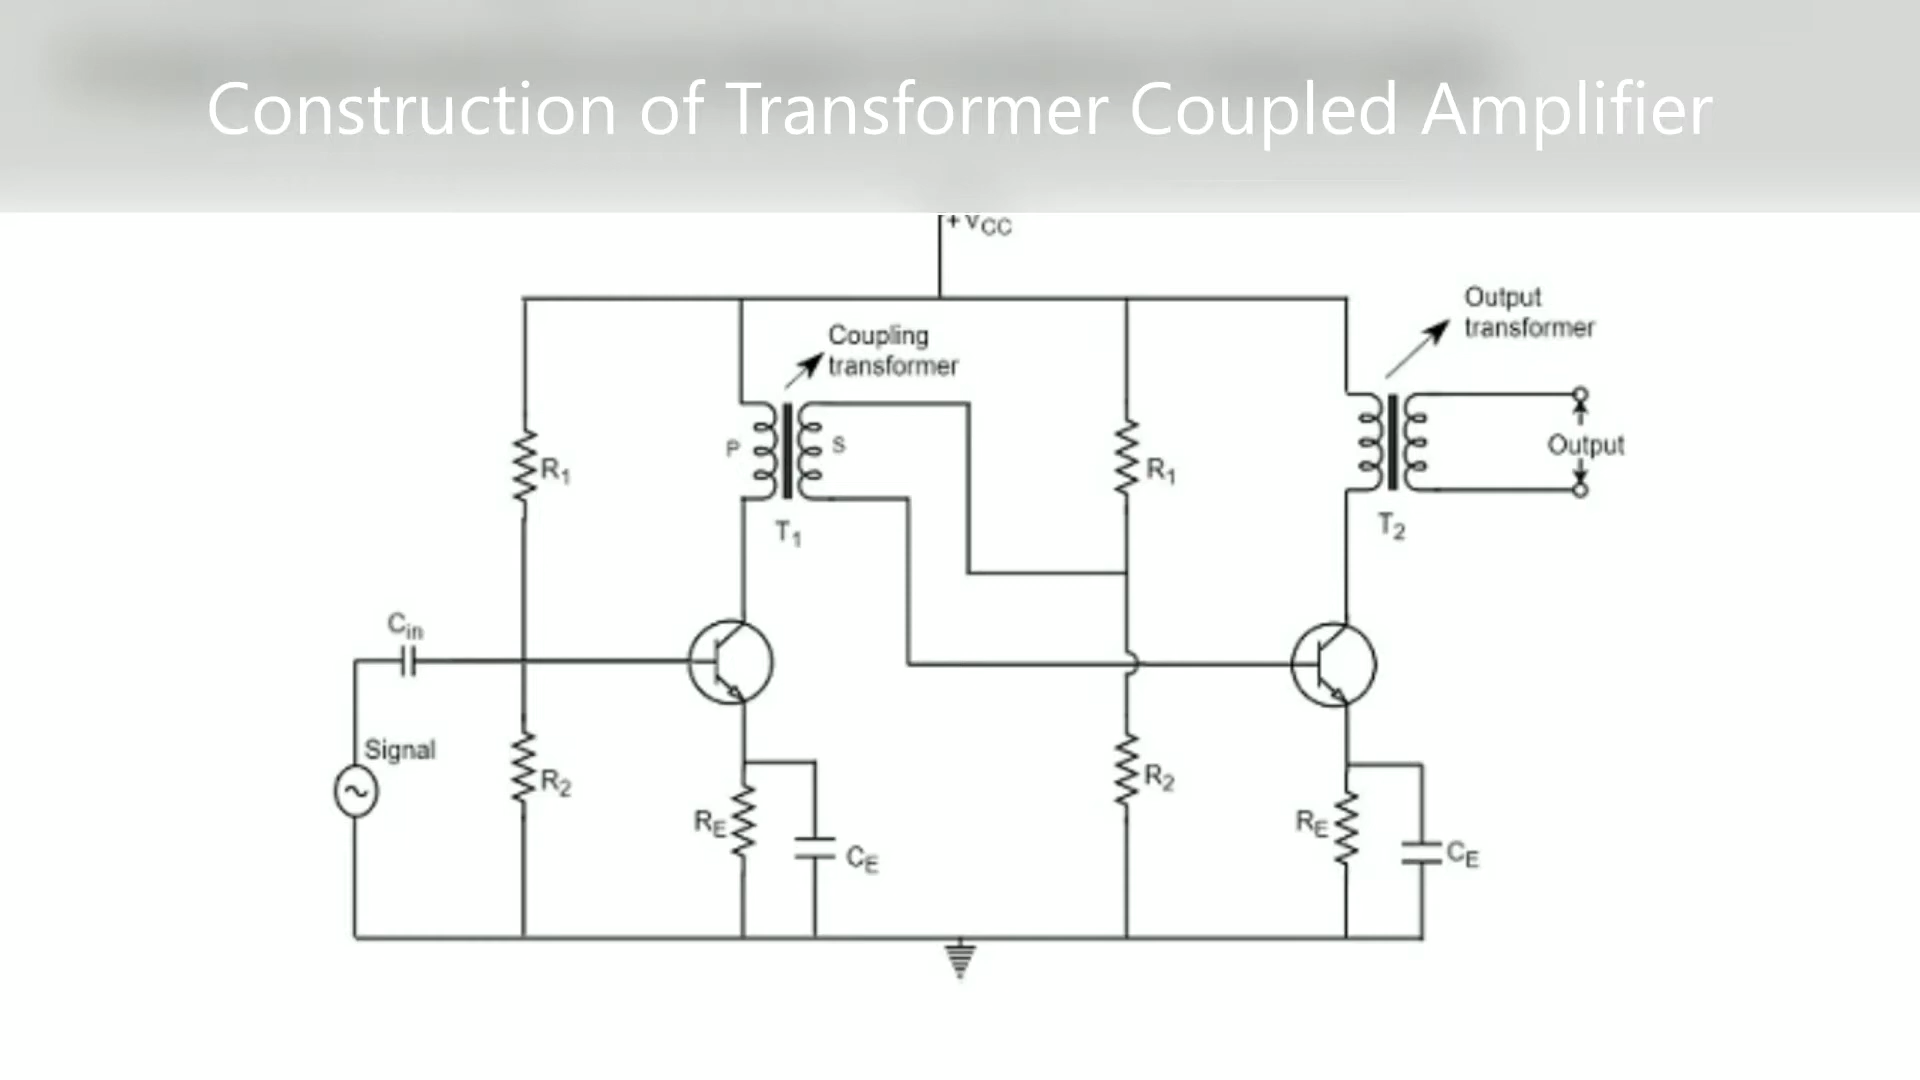 Construction of Transformer Coupled Amplifier
+VCC
Output
transformer
Coupling
transformer
P
S
R1
R1
Output
T1
T2
Cin
Signal
R2
R2
RE
CE
RE
CE